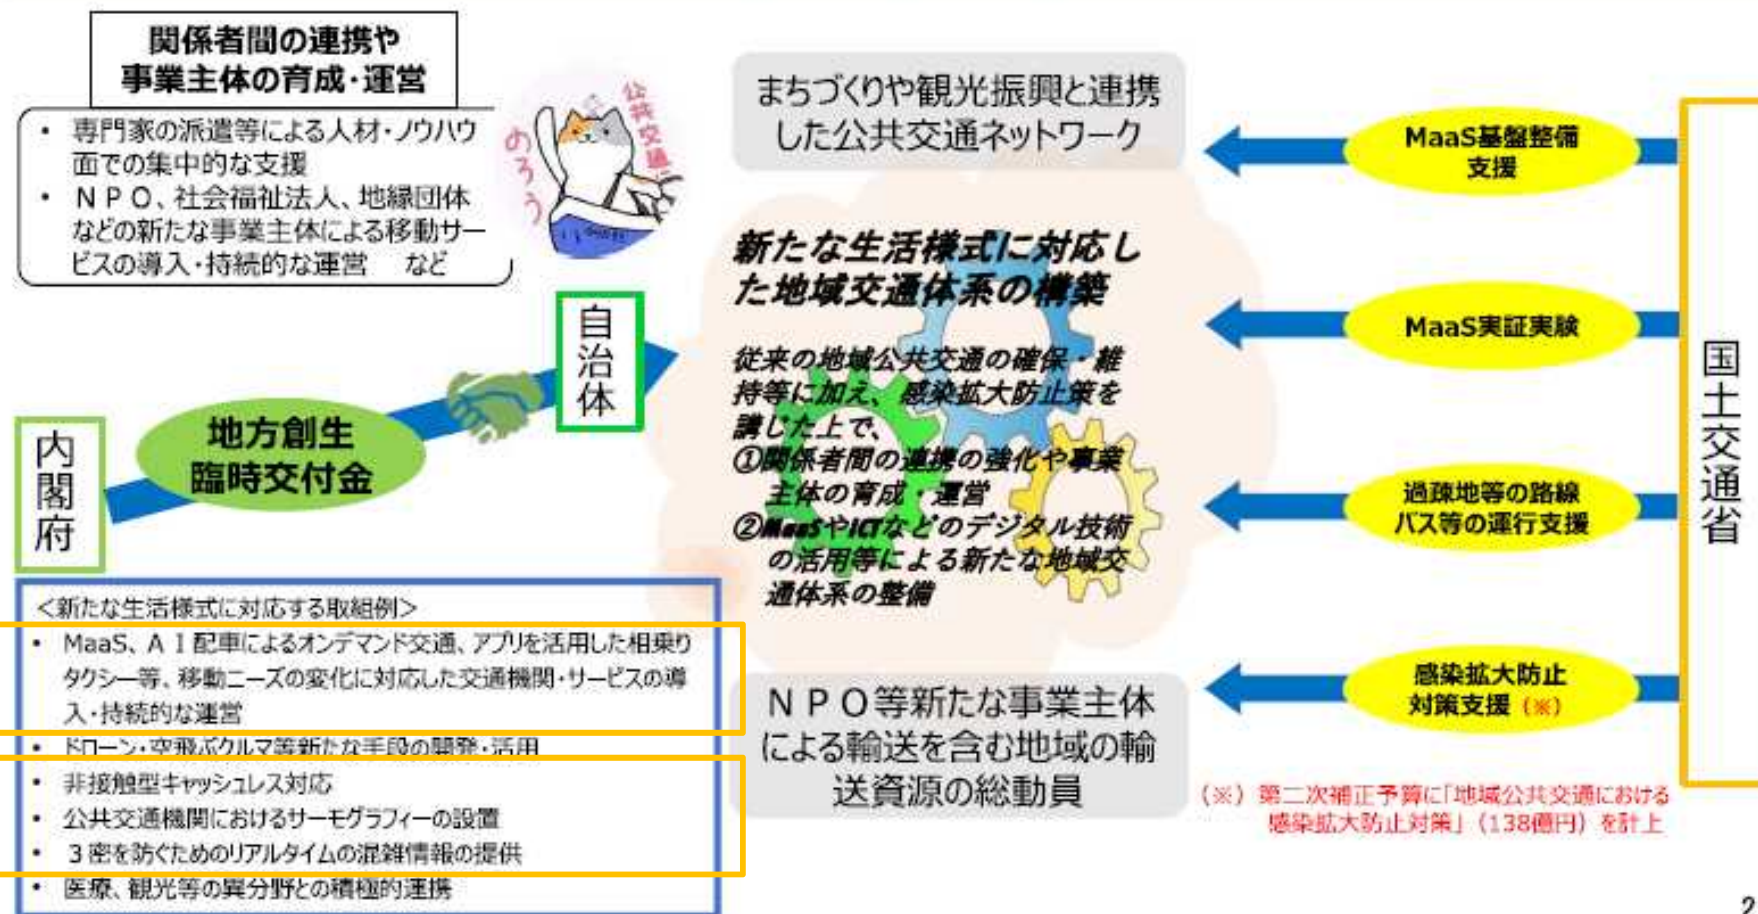 関係者間の連携や
事業主体の育成・運営
• 専門家の派遣等による人材・ノウハウ
面での集中的な支援
• ＮＰＯ、社会福祉法人、地縁団体
などの新たな事業主体による移動サー
ビスの導入・持続的な運営　など
公共交通に
のろう
自治体
内閣府
地方創生
臨時交付金
＜新たな生活様式に対応する取組例＞
• MaaS、ＡＩ配車によるオンデマンド交通、アプリを活用した相乗り
タクシー等、移動ニーズの変化に対応した交通機関・サービスの導
入・持続的な運営
• ドローン・空飛ぶクルマ等新たな手段の開発・活用
• 非接触型キャッシュレス対応
• 公共交通機関におけるサーモグラフィーの設置
• ３密を防ぐためのリアルタイムの混雑情報の提供
• 医療、観光等の異分野との積極的連携
まちづくりや観光振興と連携
した公共交通ネットワーク
新たな生活様式に対応し
た地域交通体系の構築
従来の地域公共交通の確保・維
持等に加え、感染拡大防止策を
講じた上で、
①関係者間の連携の強化や事業
主体の育成・運営
②MaaSやICTなどのデジタル技術
の活用等による新たな地域交
通体系の整備
ＮＰＯ等新たな事業主体
による輸送を含む地域の輸
送資源の総動員
MaaS基盤整備
支援
MaaS実証実験
過疎地等の路線
バス等の運行支援
感染拡大防止
対策支援（※）
国土交通省
（※）第二次補正予算に「地域公共交通における
感染拡大防止対策」（138億円）を計上
2